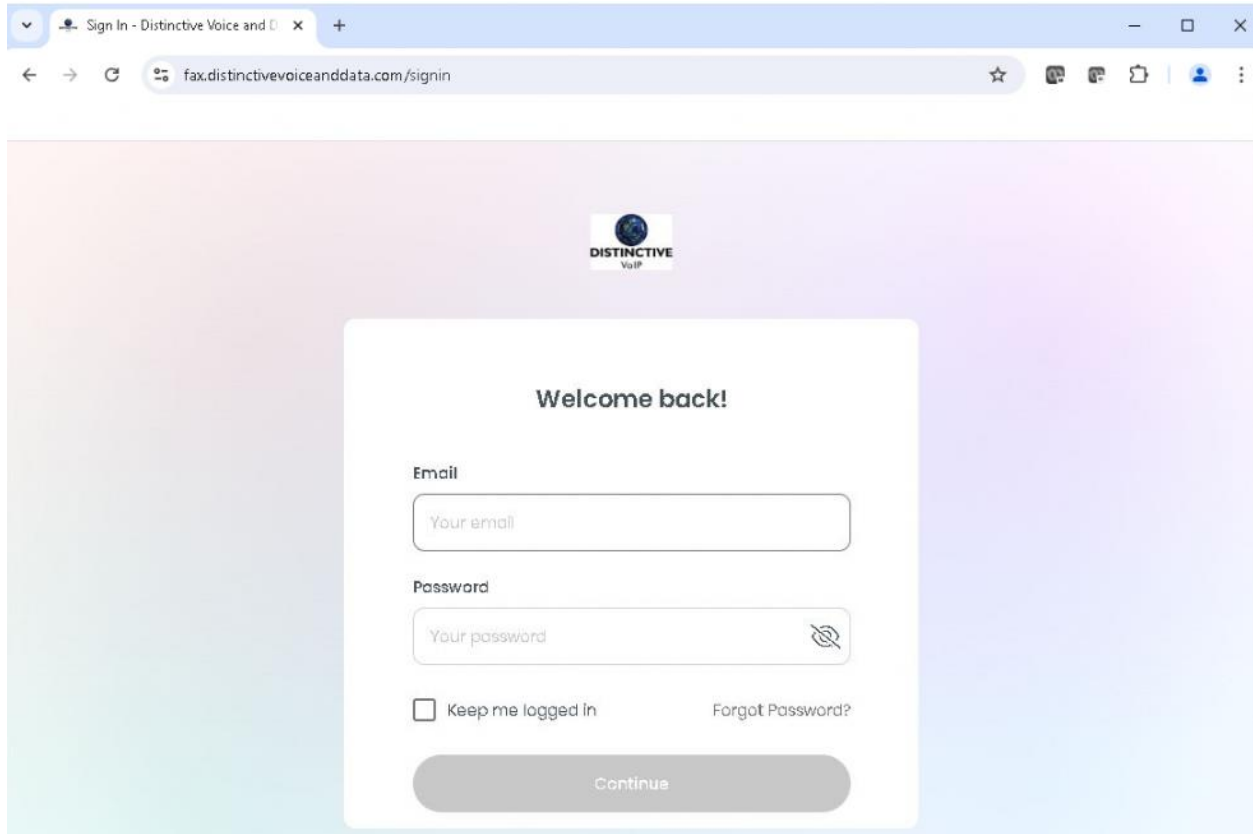 Sign In - Distinctive Voice and D
fax.distinctivevoiceanddata.com/signin
DISTINCTIVE
VoIP
Welcome back!
Email
Your email
Password
Your password
Keep me logged in Forgot Password?
Continue